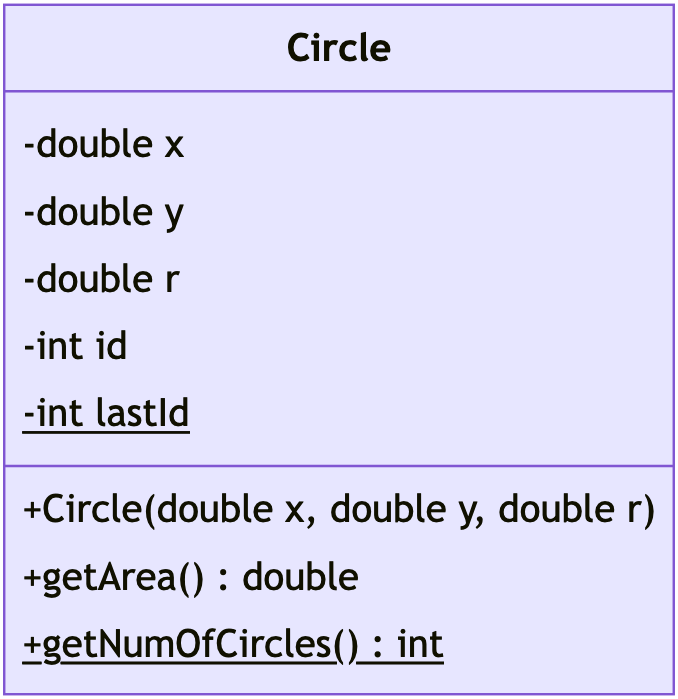 Circle
-double x
-double y
-double r
-int id
-int lastId
+Circle(double x, double y, double r)
+getArea() : double
+getNumOfCircles() : int